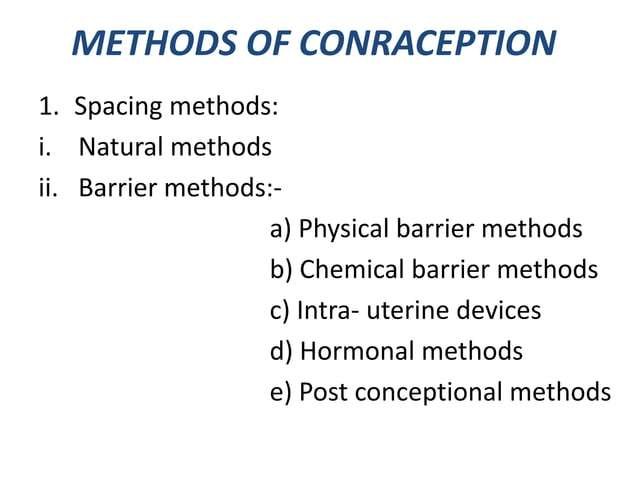 METHODS OF CONRACEPTION
1. Spacing methods:
i. Natural methods
ii. Barrier methods:-
a) Physical barrier methods
b) Chemical barrier methods
c) Intra- uterine devices
d) Hormonal methods
e) Post conceptional methods